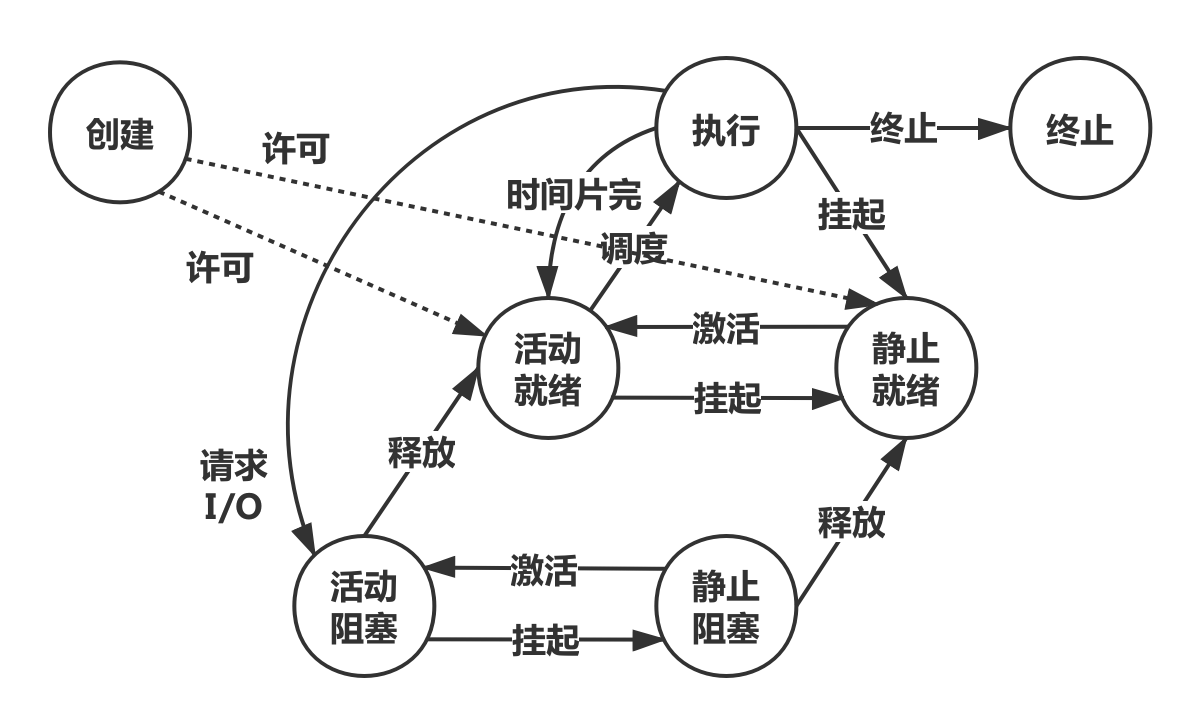 创建
执行
终止
终止
许可
时间片完
挂起
调度
许可
激活
活动
就绪
静止
就绪
挂起
释放
请求
I/O
释放
激活
活动
阻塞
静止
阻塞
挂起